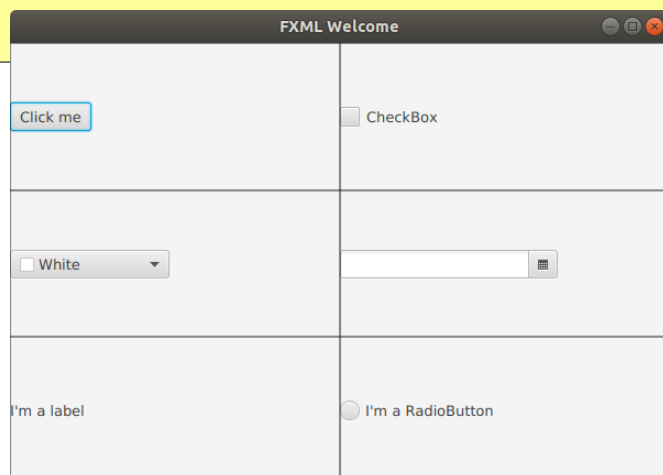 FXML Welcome
Click me
CheckBox
White
I'm a label
I'm a RadioButton